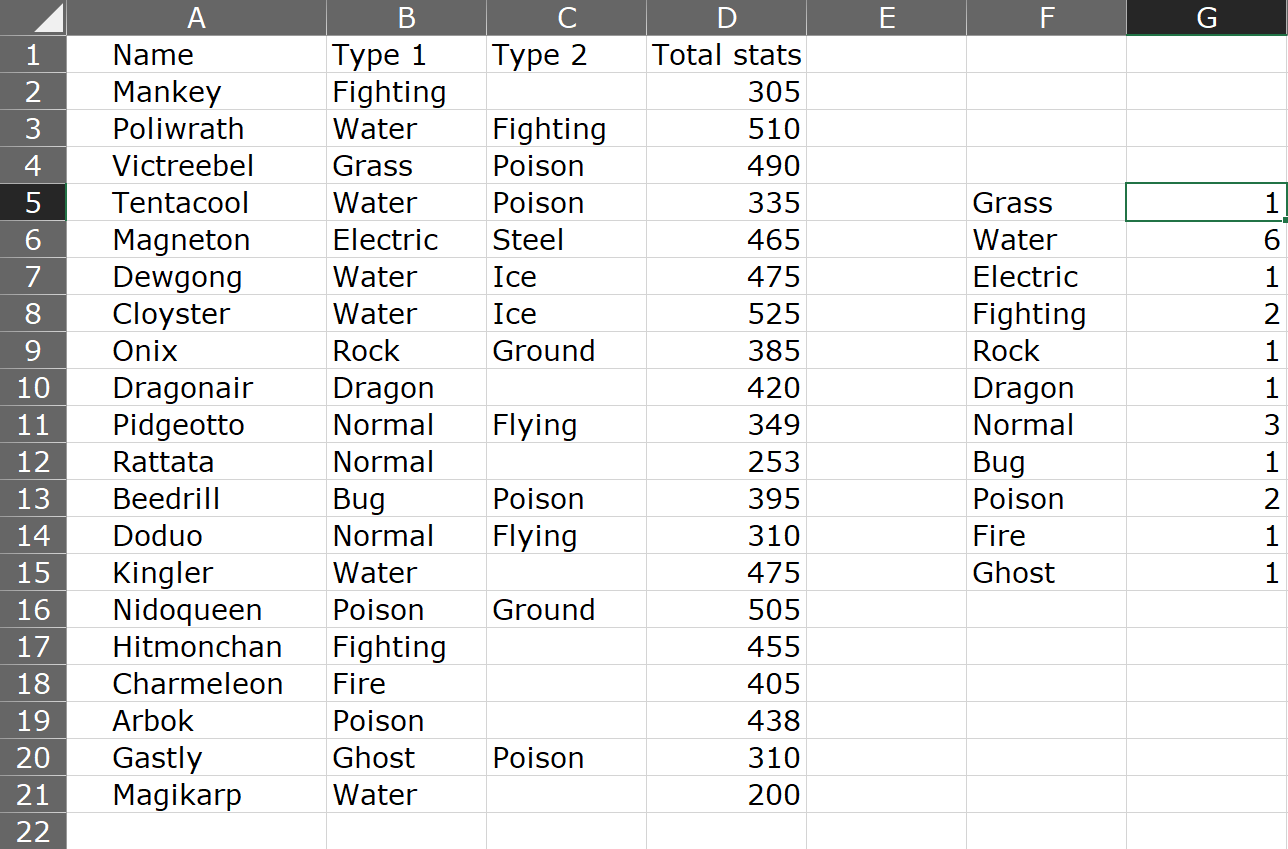 A B C D E F G
1 Name Type 1 Type 2 Total stats
2 Mankey Fighting 305
3 Poliwrath Water Fighting 510
4 Victreebel Grass Poison 490
5 Tentacool Water Poison 335 Grass 1
6 Magneton Electric Steel 465 Water 6
7 Dewgong Water Ice 475 Electric 1
8 Cloyster Water Ice 525 Fighting 2
9 Onix Rock Ground 385 Rock 1
10 Dragonair Dragon 420 Dragon 1
11 Pidgeotto Normal Flying 349 Normal 3
12 Rattata Normal 253 Bug 1
13 Beedrill Bug Poison 395 Poison 2
14 Doduo Normal Flying 310 Fire 1
15 Kingler Water 475 Ghost 1
16 Nidoqueen Poison Ground 505
17 Hitmonchan Fighting 455
18 Charmeleon Fire 405
19 Arbok Poison 438
20 Gastly Ghost Poison 310
21 Magikarp Water 200
22